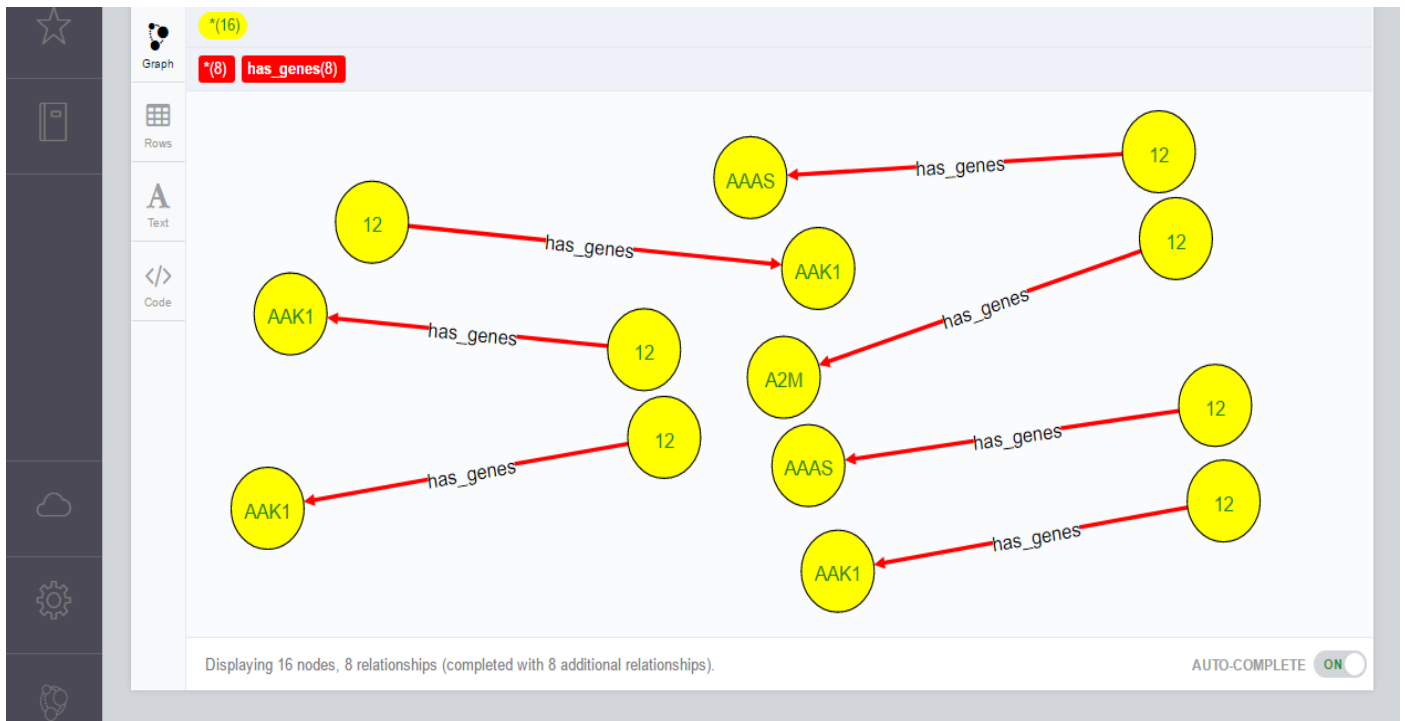 *(16)
Graph
*(8) has_genes(8)
Rows
Text
Code
AAAS has_genes 12
12 has_genes AAK1
12 has_genes A2M
AAK1 has_genes 12
AAK1 has_genes 12
AAAS has_genes 12
AAK1 has_genes 12
Displaying 16 nodes, 8 relationships (completed with 8 additional relationships).
AUTO-COMPLETE ON